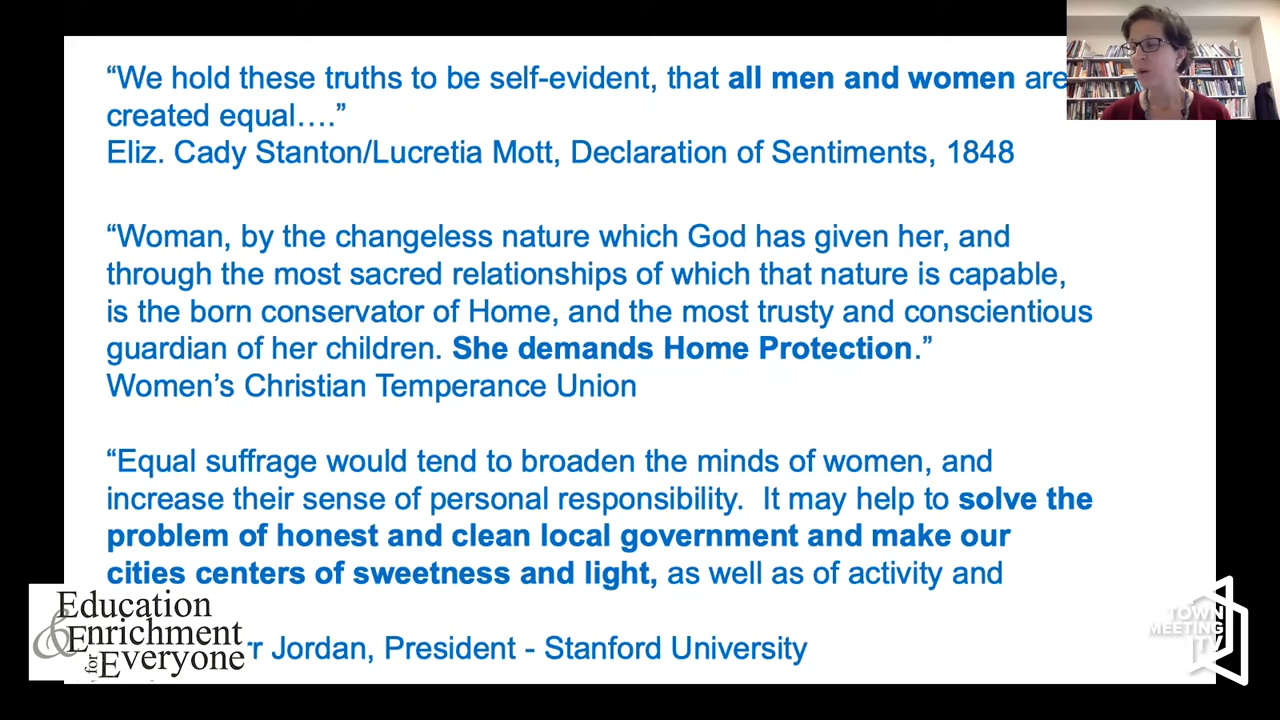 “We hold these truths to be self-evident, that all men and women are
created equal….”
Eliz. Cady Stanton/Lucretia Mott, Declaration of Sentiments, 1848
“Woman, by the changeless nature which God has given her, and
through the most sacred relationships of which that nature is capable,
is the born conservator of Home, and the most trusty and conscientious
guardian of her children. She demands Home Protection.”
Women’s Christian Temperance Union
“Equal suffrage would tend to broaden the minds of women, and
increase their sense of personal responsibility. It may help to solve the
problem of honest and clean local government and make our
cities centers of sweetness and light, as well as of activity and
rr Jordan, President - Stanford University
Education
& Enrichment
for Everyone
TOWN
MEETING
TV